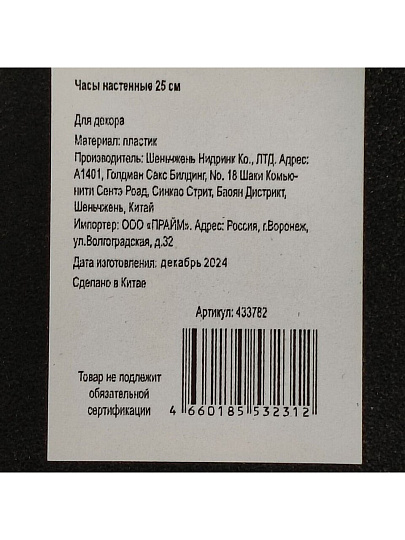 Часы настенные 25 см
Для декора
Материал: пластик
Производитель: Шеньчжень Нидринк Ко., ЛТД. Адрес:
А1401, Голдман Сакс Билдинг, No. 18 Шаки Комью-
нити Сентэ Роад, Синкао Стрит, Баоян Дистрикт,
Шеньчжень, Китай
Импортер: ООО «ПРАЙМ». Адрес: Россия, г.Воронеж,
ул.Волгоградская, д.32
Дата изготовления: декабрь 2024
Сделано в Китае
Артикул: 433782
Товар не подлежит
обязательной
сертификации
4 660185 532312